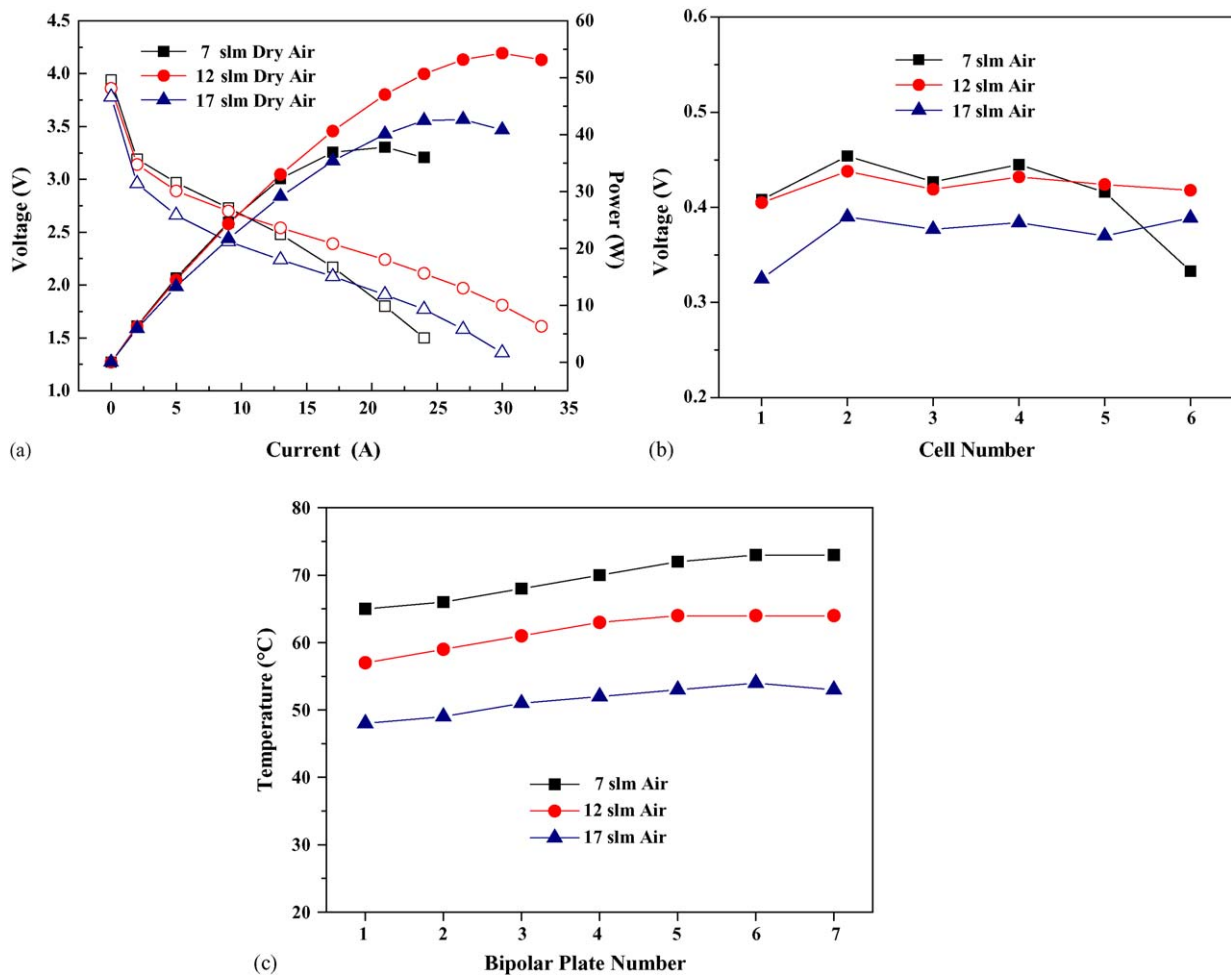 4.5
4.0
3.5
3.0
2.5
2.0
1.5
1.0
Voltage (V)
60
50
40
30
20
10
0
Power (W)
7 slm Dry Air
12 slm Dry Air
17 slm Dry Air
0 5 10 15 20 25 30 35
Current (A)
(a)
0.6
0.5
0.4
0.3
0.2
Voltage (V)
7 slm Air
12 slm Air
17 slm Air
1 2 3 4 5 6
Cell Number
(b)
80
70
60
50
40
30
20
Temperature (°C)
7 slm Air
12 slm Air
17 slm Air
1 2 3 4 5 6 7
Bipolar Plate Number
(c)